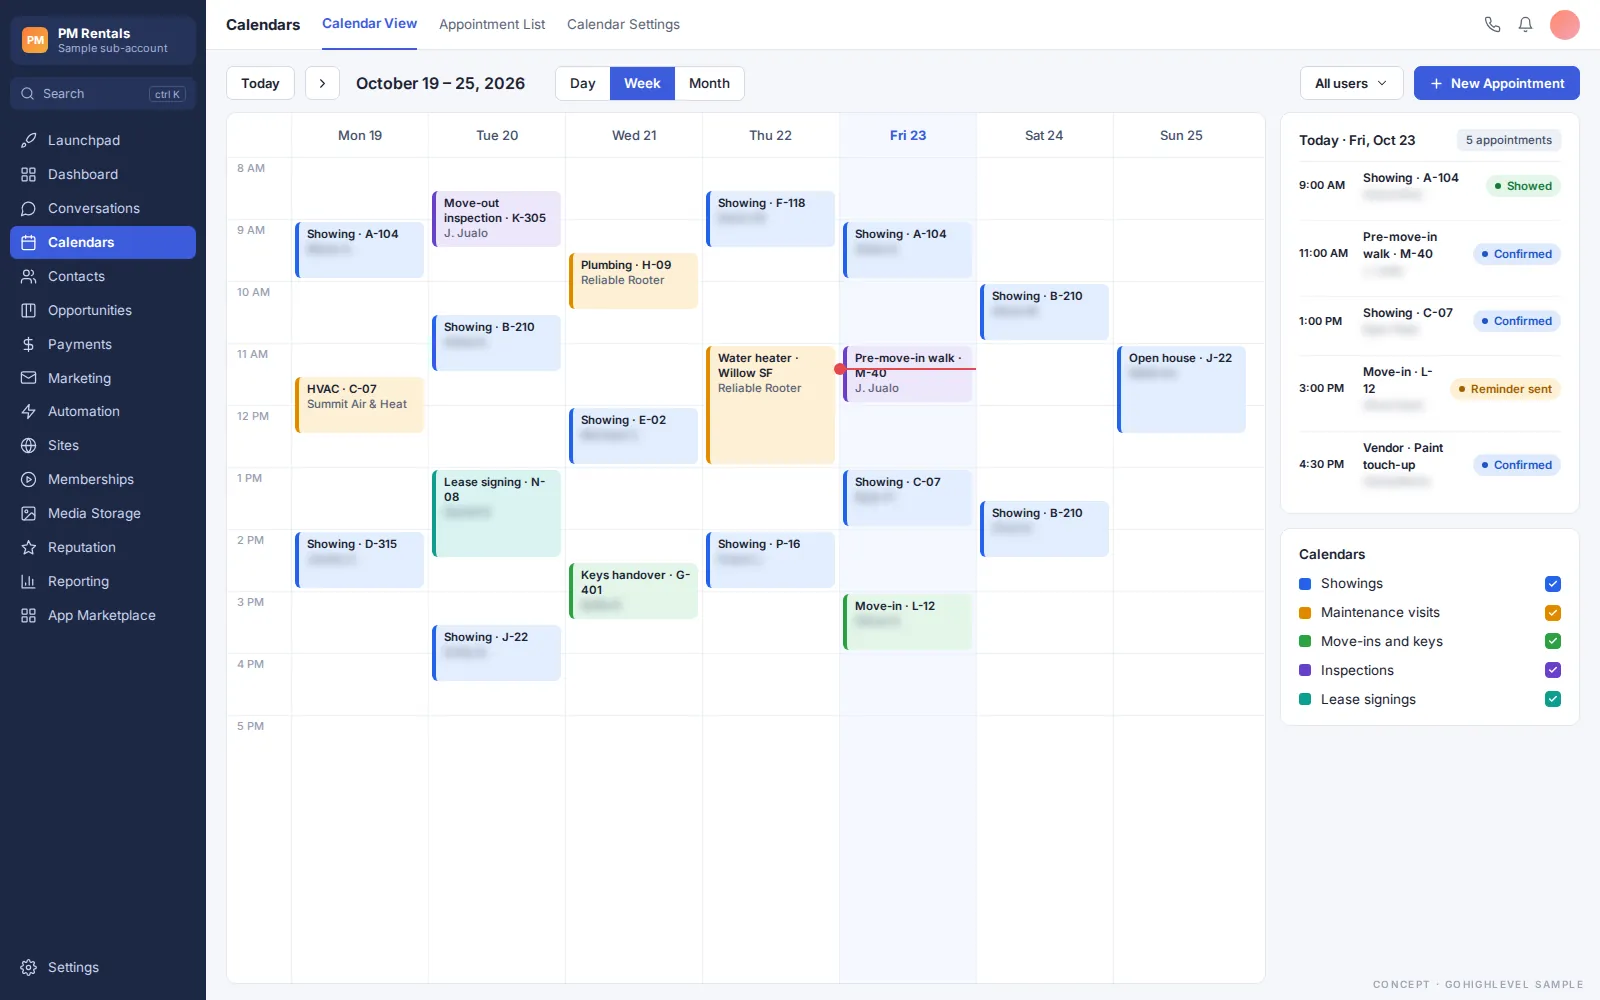 PM
PM Rentals
Sample sub-account
Search
ctrl K
Launchpad
Dashboard
Conversations
Calendars
Contacts
Opportunities
Payments
Marketing
Automation
Sites
Memberships
Media Storage
Reputation
Reporting
App Marketplace
Settings
Calendars
Calendar View
Appointment List
Calendar Settings
Today
October 19 – 25, 2026
Day
Week
Month
All users
New Appointment
Mon 19
Tue 20
Wed 21
Thu 22
Fri 23
Sat 24
Sun 25
8 AM
9 AM
10 AM
11 AM
12 PM
1 PM
2 PM
3 PM
4 PM
5 PM
Showing · A-104
HVAC · C-07
Summit Air & Heat
Showing · D-315
Move-out
inspection · K-305
J. Jualo
Showing · B-210
Lease signing · N-
08
Showing · J-22
Plumbing · H-09
Reliable Rooter
Showing · E-02
Keys handover · G-
401
Showing · F-118
Water heater ·
Willow SF
Reliable Rooter
Showing · P-16
Showing · A-104
Pre-move-in walk ·
M-40
J. Jualo
Showing · C-07
Move-in · L-12
Showing · B-210
Showing · B-210
Open house · J-22
Today · Fri, Oct 23
5 appointments
9:00 AM
Showing · A-104
Showed
11:00 AM
Pre-move-in
walk · M-40
Confirmed
1:00 PM
Showing · C-07
Confirmed
3:00 PM
Move-in · L-
12
Reminder sent
4:30 PM
Vendor · Paint
touch-up
Confirmed
Calendars
Showings
Maintenance visits
Move-ins and keys
Inspections
Lease signings
CONCEPT · GOHIGHLEVEL SAMPLE